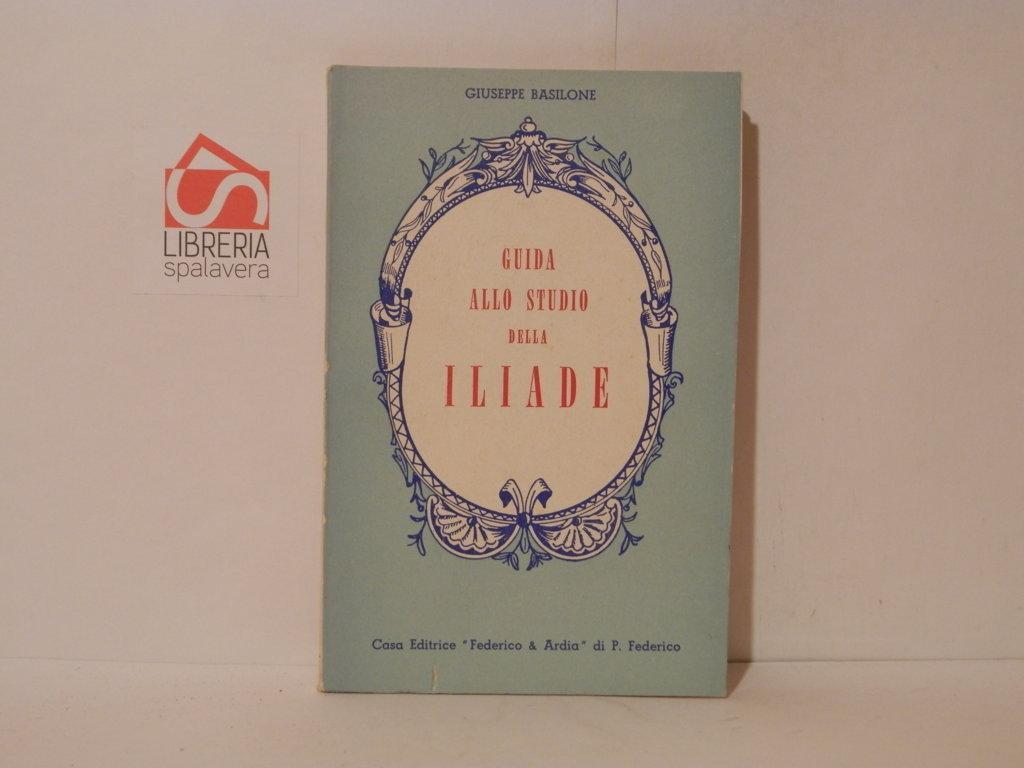 GIUSEPPE BASILONE
GUIDA
ALLO STUDIO
DELLA
ILIADE
Casa Editrice "Federico & Ardia" di P. Federico
LIBRERIA
spalavera